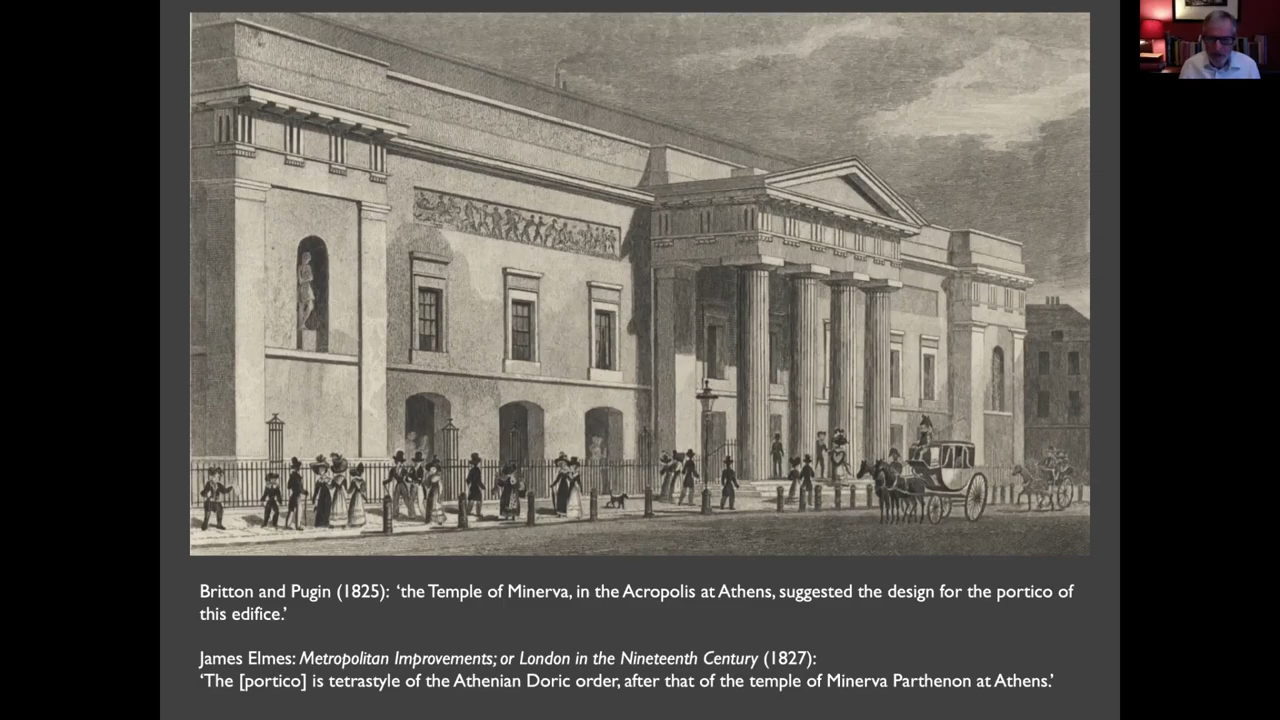 Britton and Pugin (1825): ‘the Temple of Minerva, in the Acropolis at Athens, suggested the design for the portico of
this edifice.’
James Elmes: Metropolitan Improvements; or London in the Nineteenth Century (1827):
‘The [portico] is tetrastyle of the Athenian Doric order, after that of the temple of Minerva Parthenon at Athens.’